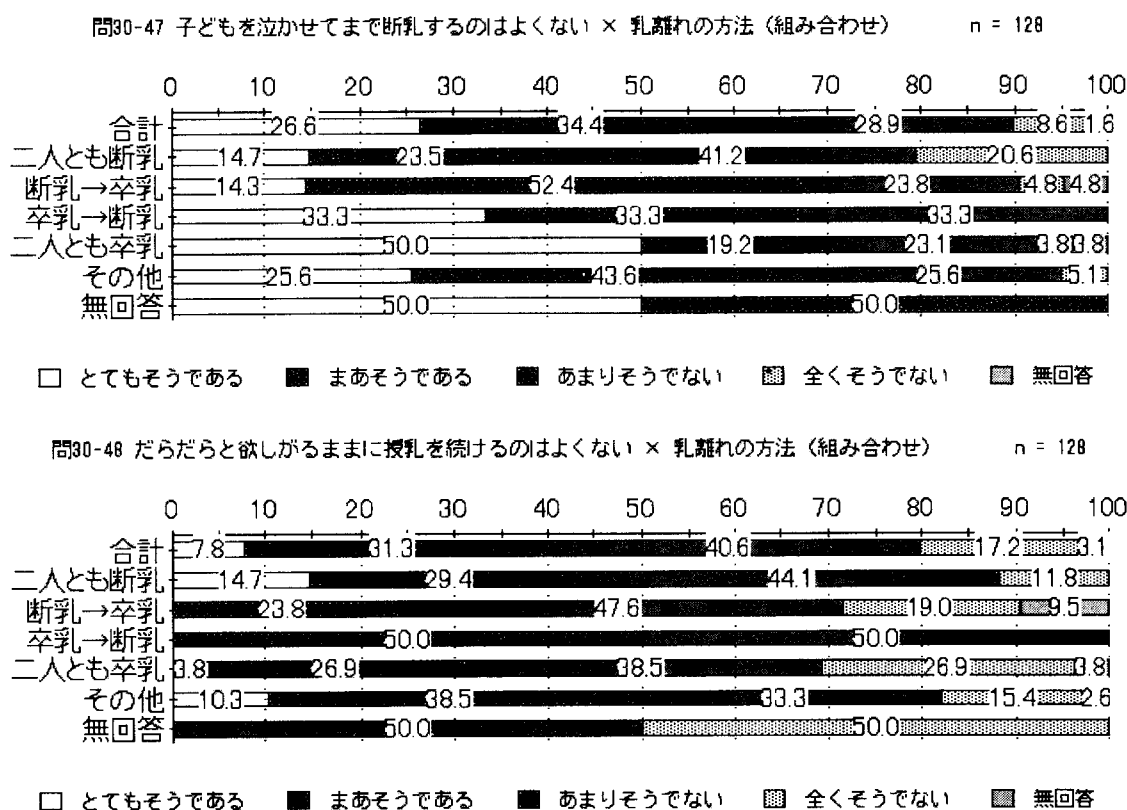 問30-47 子どもを泣かせてまで断乳するのはよくない × 乳離れの方法（組み合わせ） n = 128
0 10 20 30 40 50 60 70 80 90 100
合計 26.6 34.4 28.9 8.6 1.6
二人とも断乳 14.7 23.5 41.2 20.6
断乳→卒乳 14.3 52.4 23.8 4.8 4.8
卒乳→断乳 33.3 33.3 33.3
二人とも卒乳 50.0 19.2 23.1 3.8 3.8
その他 25.6 43.6 25.6 5.1
無回答 50.0 50.0
とてもそうである まあそうである あまりそうでない 全くそうでない 無回答
問30-48 だらだらと欲しがるままに授乳を続けるのはよくない × 乳離れの方法（組み合わせ） n = 128
0 10 20 30 40 50 60 70 80 90 100
合計 7.8 31.3 40.6 17.2 3.1
二人とも断乳 14.7 29.4 44.1 11.8
断乳→卒乳 23.8 47.6 19.0 9.5
卒乳→断乳 50.0 50.0
二人とも卒乳 3.8 26.9 38.5 26.9 3.8
その他 10.3 38.5 33.3 15.4 2.6
無回答 50.0 50.0
とてもそうである まあそうである あまりそうでない 全くそうでない 無回答